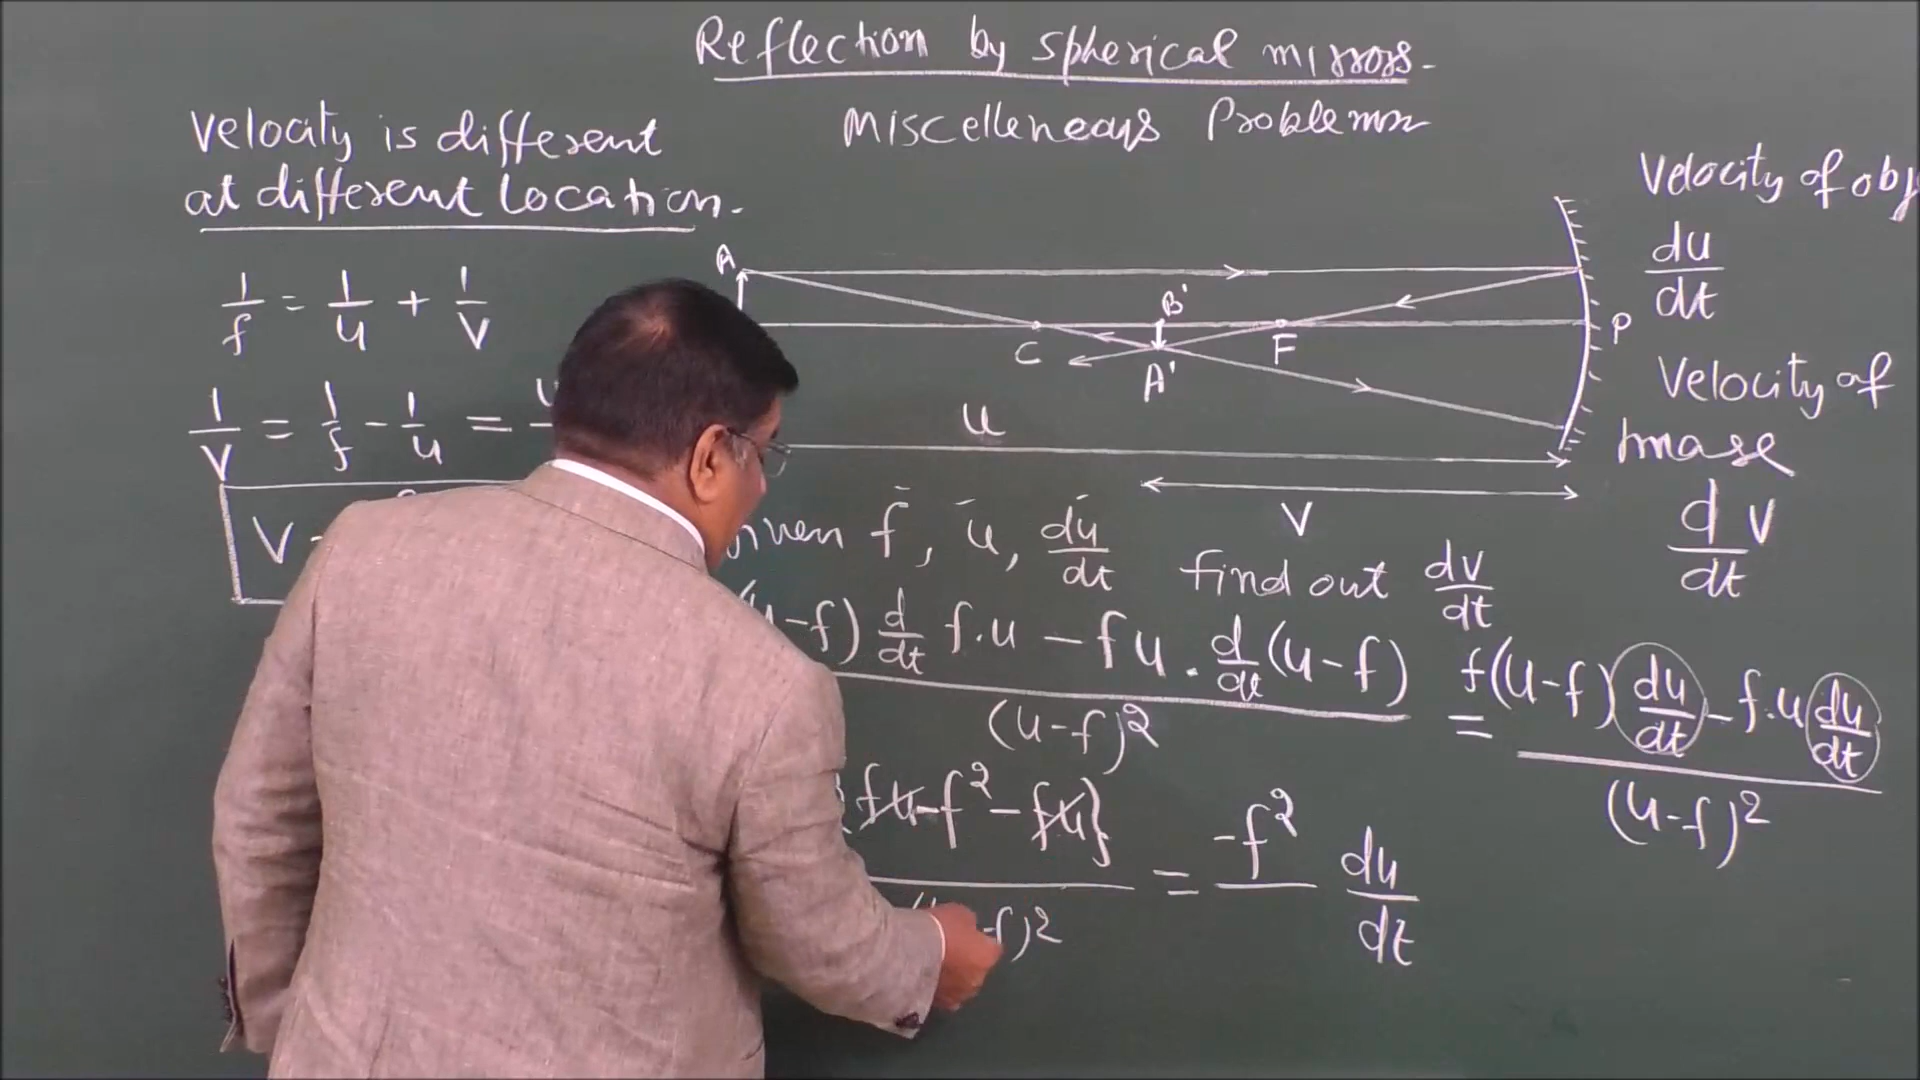 Reflection by spherical mirrors.
Miscelleneous Problem
Velocity is different
at different location.
1/f = 1/u + 1/v
1/v = 1/f - 1/u = u
V
A
C
B'
A'
F
P
u
V
Velocity of obj
du/dt
Velocity of
Image
dv/dt
given f, u, du/dt find out dv/dt
(u-f) d/dt f.u - fu . d/dt (u-f) / (u-f)² = f(u-f) du/dt - f.u du/dt / (u-f)²
{fu-f²-fu} / -f)² = -f² du/dt